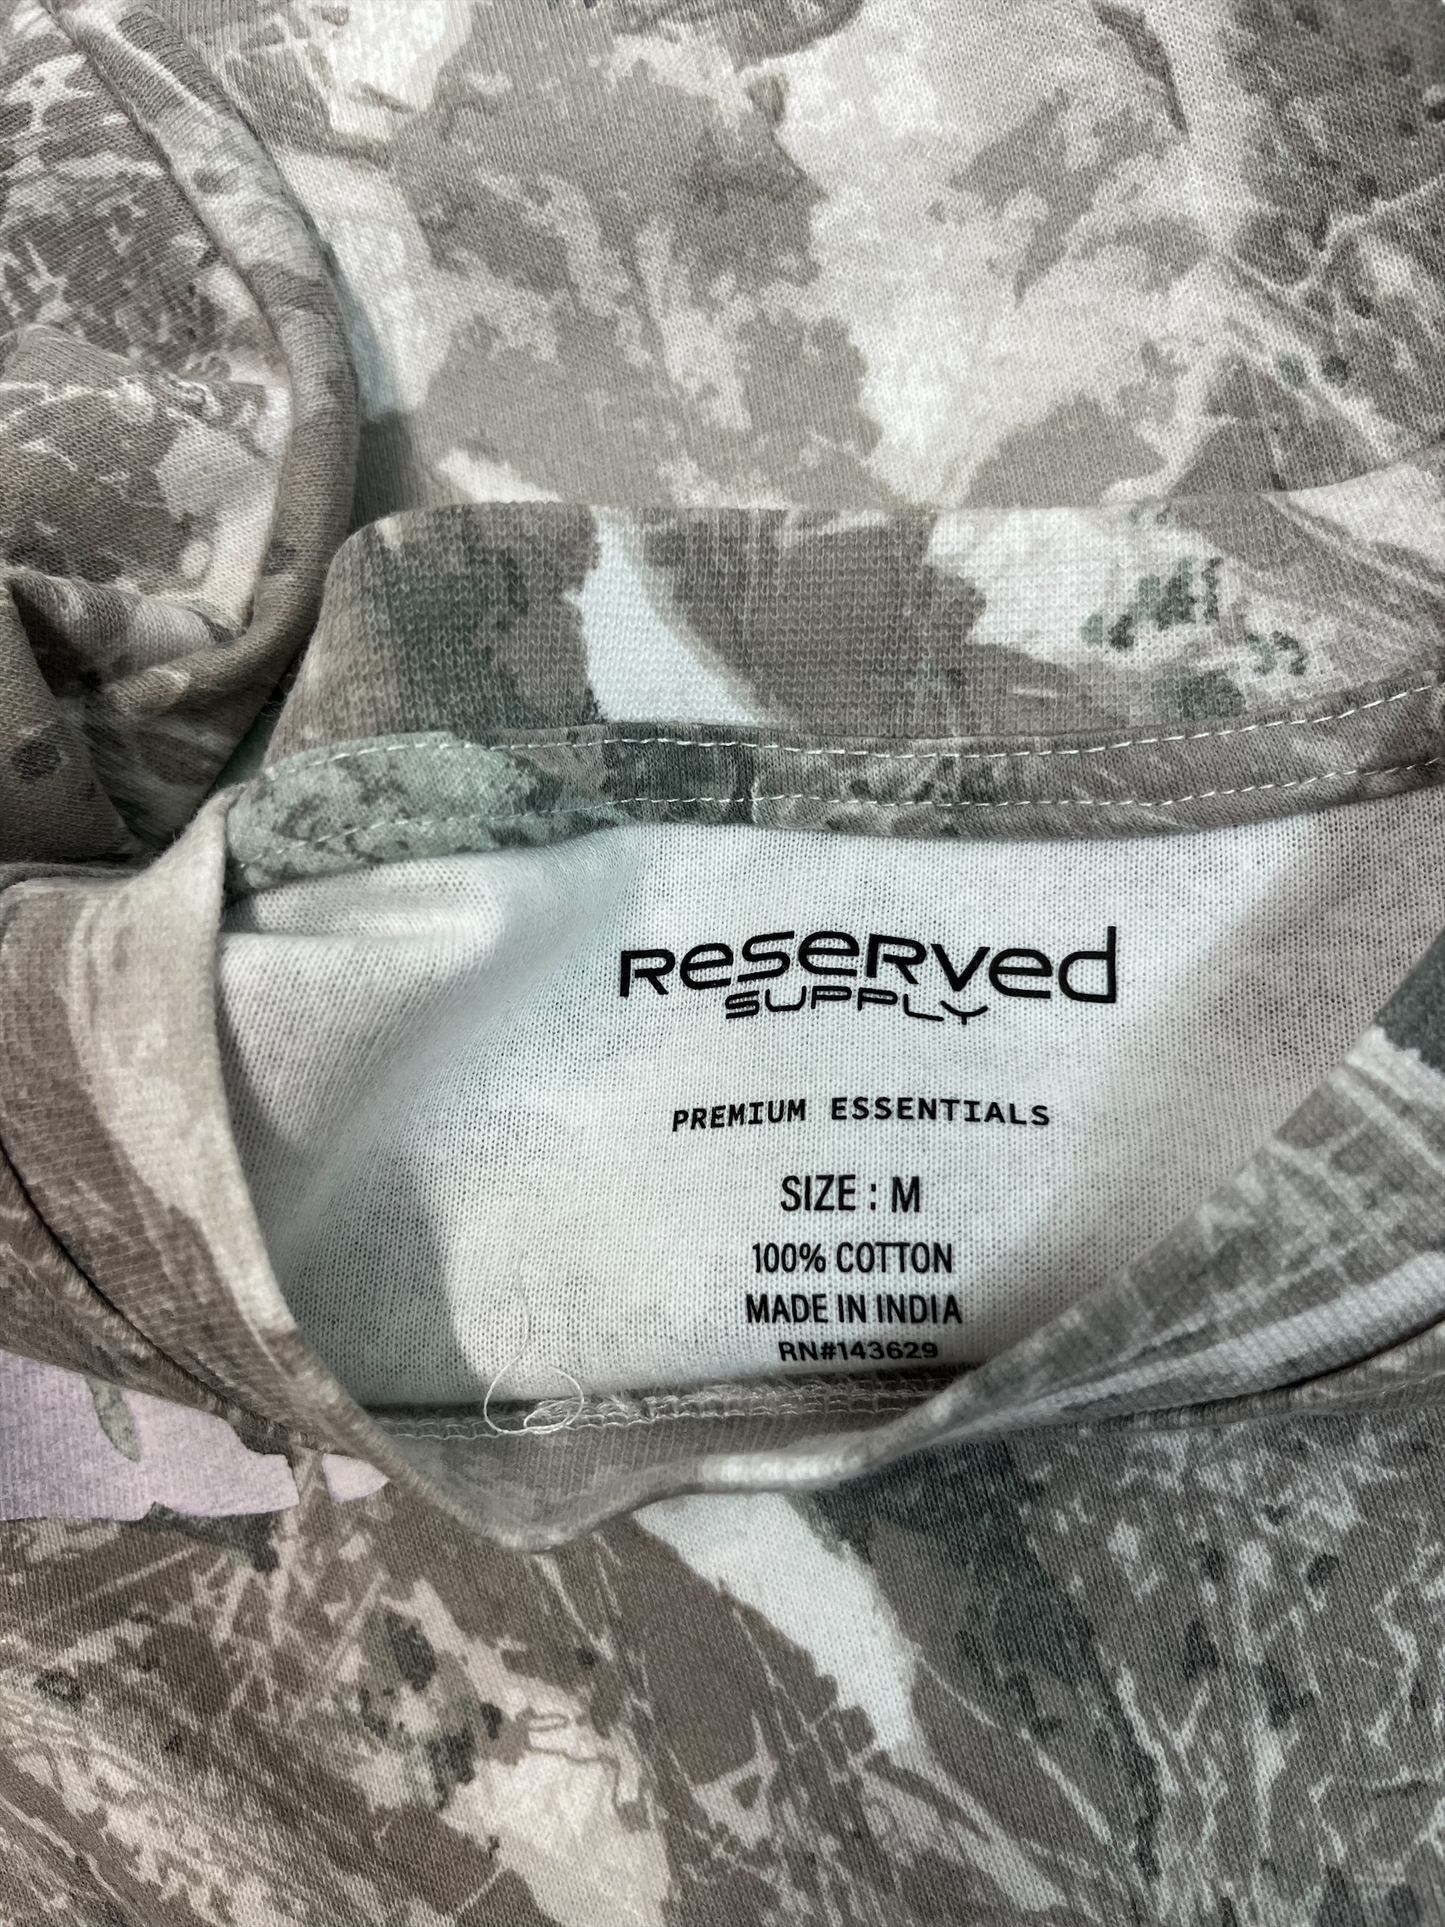 ReSeRVed
SUPPLY
PREMIUM ESSENTIALS
SIZE : M
100% COTTON
MADE IN INDIA
RN#143629